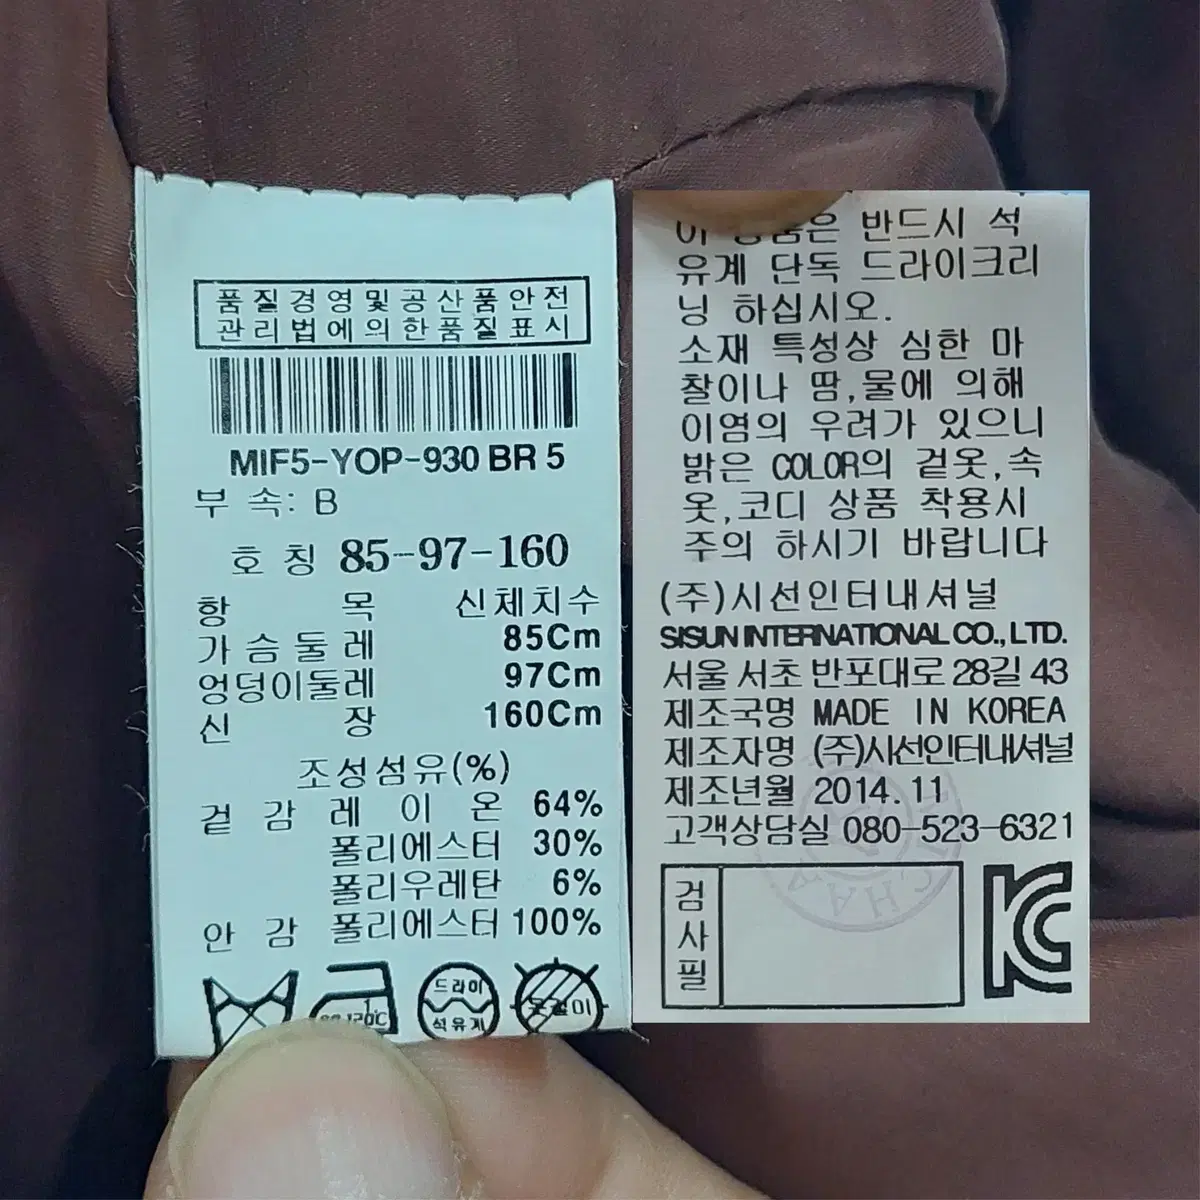 품질경영및공산품안전
관리법에의한품질표시
MIF5-YOP-930 BR 5
부 속: B
호 칭 85-97-160
항 목 신체치수
가슴둘레 85Cm
엉덩이둘레 97Cm
신 장 160Cm
조성섬유(%)
겉 감 레 이 온 64%
폴리에스터 30%
폴리우레탄 6%
안 감 폴리에스터 100%
드라이
석유계
이 상품은 반드시 석
유계 단독 드라이크리
닝 하십시오.
소재 특성상 심한 마
찰이나 땀,물에 의해
이염의 우려가 있으니
밝은 COLOR의 겉옷,속
옷,코디 상품 착용시
주의 하시기 바랍니다
(주)시선인터내셔널
SISUN INTERNATIONAL CO.,LTD.
서울 서초 반포대로 28길 43
제조국명 MADE IN KOREA
제조자명 (주)시선인터내셔널
제조년월 2014.11
고객상담실 080-523-6321
검
사
필